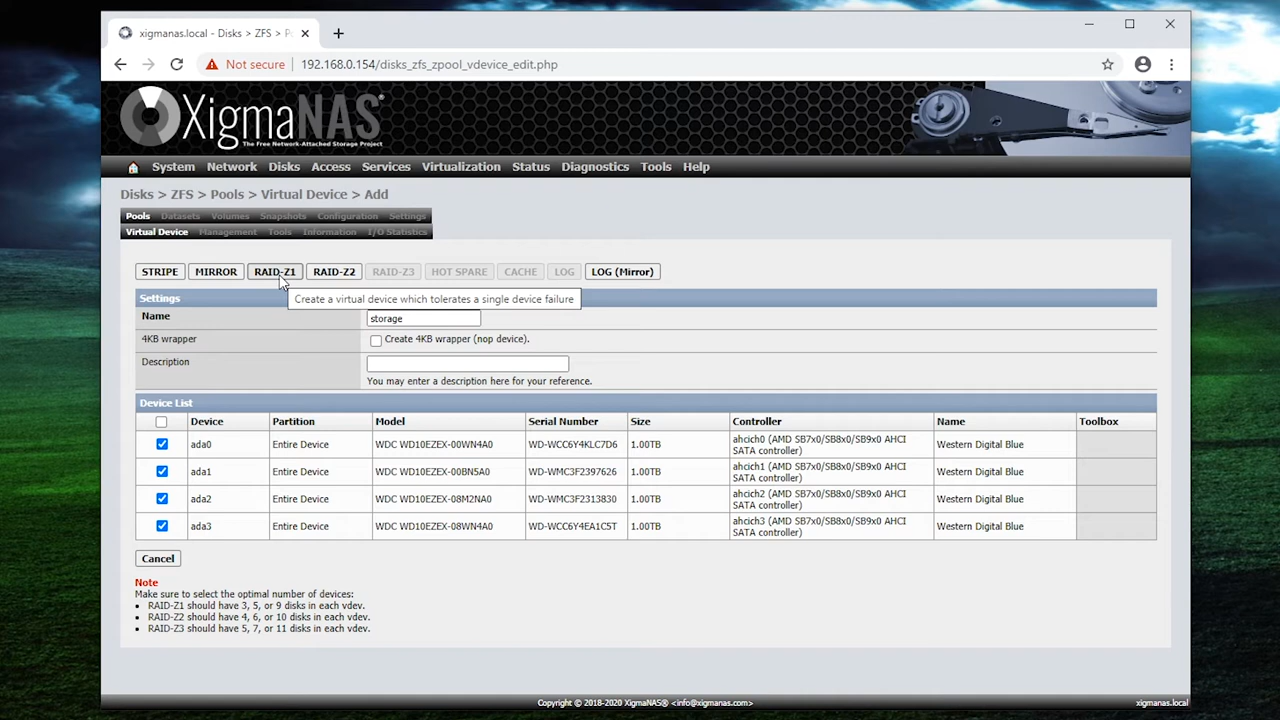 xigmanas.local - Disks > ZFS > P
Not secure 192.168.0.154/disks_zfs_zpool_vdevice_edit.php
XigmaNAS®
The Free Network-Attached Storage Project
System Network Disks Access Services Virtualization Status Diagnostics Tools Help
Disks > ZFS > Pools > Virtual Device > Add
Pools Datasets Volumes Snapshots Configuration Settings
Virtual Device Management Tools Information I/O Statistics
STRIPE MIRROR RAID-Z1 RAID-Z2 RAID-Z3 HOT SPARE CACHE LOG LOG (Mirror)
Settings
Create a virtual device which tolerates a single device failure
Name storage
4KB wrapper Create 4KB wrapper (nop device).
Description
You may enter a description here for your reference.
Device List
Device Partition Model Serial Number Size Controller Name Toolbox
ada0 Entire Device WDC WD10EZEX-00WN4A0 WD-WCC6Y4KLC7D6 1.00TB ahcich0 (AMD SB7x0/SB8x0/SB9x0 AHCI SATA controller) Western Digital Blue
ada1 Entire Device WDC WD10EZEX-00BN5A0 WD-WMC3F2397626 1.00TB ahcich1 (AMD SB7x0/SB8x0/SB9x0 AHCI SATA controller) Western Digital Blue
ada2 Entire Device WDC WD10EZEX-08M2NA0 WD-WMC3F2313830 1.00TB ahcich2 (AMD SB7x0/SB8x0/SB9x0 AHCI SATA controller) Western Digital Blue
ada3 Entire Device WDC WD10EZEX-08WN4A0 WD-WCC6Y4EA1C5T 1.00TB ahcich3 (AMD SB7x0/SB8x0/SB9x0 AHCI SATA controller) Western Digital Blue
Cancel
Note
Make sure to select the optimal number of devices:
RAID-Z1 should have 3, 5, or 9 disks in each vdev.
RAID-Z2 should have 4, 6, or 10 disks in each vdev.
RAID-Z3 should have 5, 7, or 11 disks in each vdev.
Copyright © 2018-2020 XigmaNAS® <info@xigmanas.com>
xigmanas.local